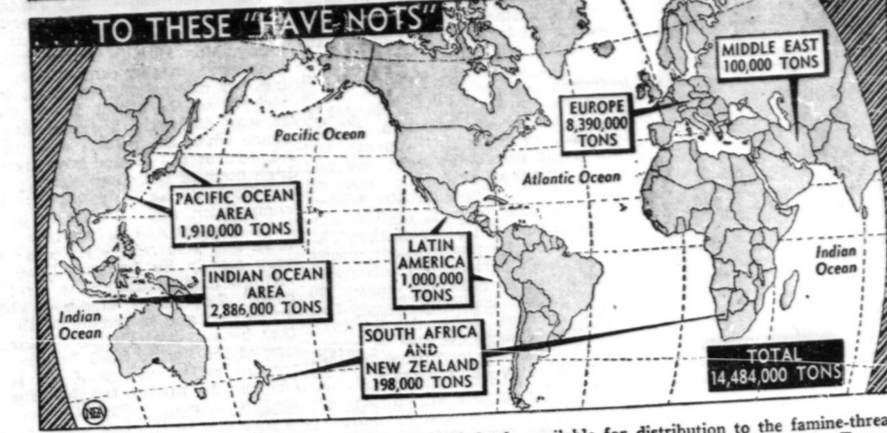 . . . TO THESE "HAVE NOTS"
MIDDLE EAST
100,000 TONS
EUROPE
8,390,000
TONS
Pacific Ocean
Atlantic Ocean
PACIFIC OCEAN
AREA
1,910,000 TONS
LATIN
AMERICA
1,000,000
TONS
Indian
Ocean
INDIAN OCEAN
AREA
2,886,000 TONS
Indian
Ocean
SOUTH AFRICA
AND
NEW ZEALAND
198,000 TONS
TOTAL
14,484,000 TONS
NEA
for distribution to the